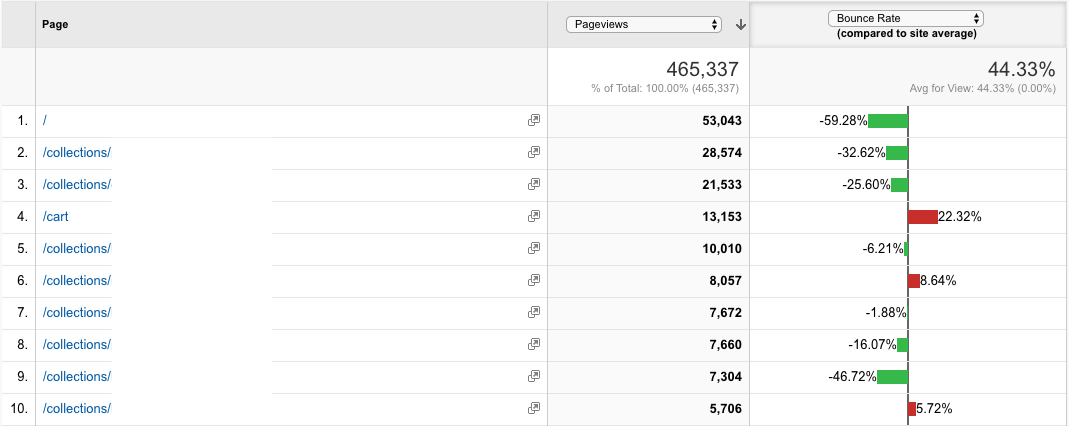 Page Pageviews Bounce Rate
(compared to site average)
465,337 44.33%
% of Total: 100.00% (465,337) Avg for View: 44.33% (0.00%)
1. / 53,043 -59.28%
2. /collections/ 28,574 -32.62%
3. /collections/ 21,533 -25.60%
4. /cart 13,153 22.32%
5. /collections/ 10,010 -6.21%
6. /collections/ 8,057 8.64%
7. /collections/ 7,672 -1.88%
8. /collections/ 7,660 -16.07%
9. /collections/ 7,304 -46.72%
10. /collections/ 5,706 5.72%